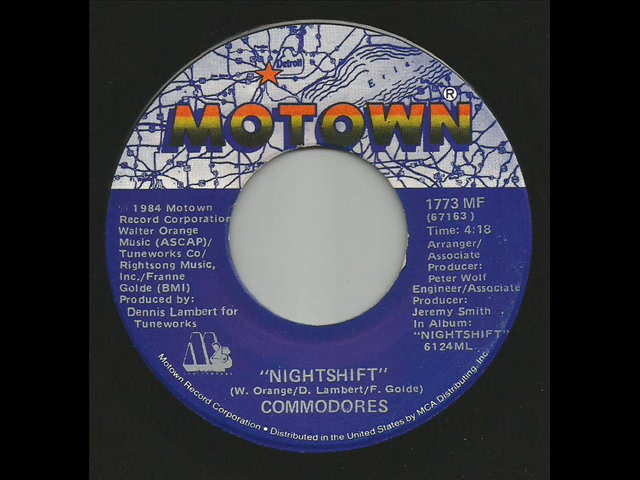 Detroit
Erie
MOTOWN®
℗ 1984 Motown
Record Corporation
Walter Orange
Music (ASCAP)/
Tuneworks Co/
Rightsong Music,
Inc./Franne
Golde (BMI)
Produced by:
Dennis Lambert for
Tuneworks
1773 MF
(67163)
Time: 4:18
Arranger/
Associate
Producer:
Peter Wolf
Engineer/Associate
Producer:
Jeremy Smith
In Album:
"NIGHTSHIFT"
6124ML
"NIGHTSHIFT"
(W. Orange/D. Lambert/F. Golde)
COMMODORES
Motown Record Corporation • Distributed in the United States by MCA Distributing, Inc.